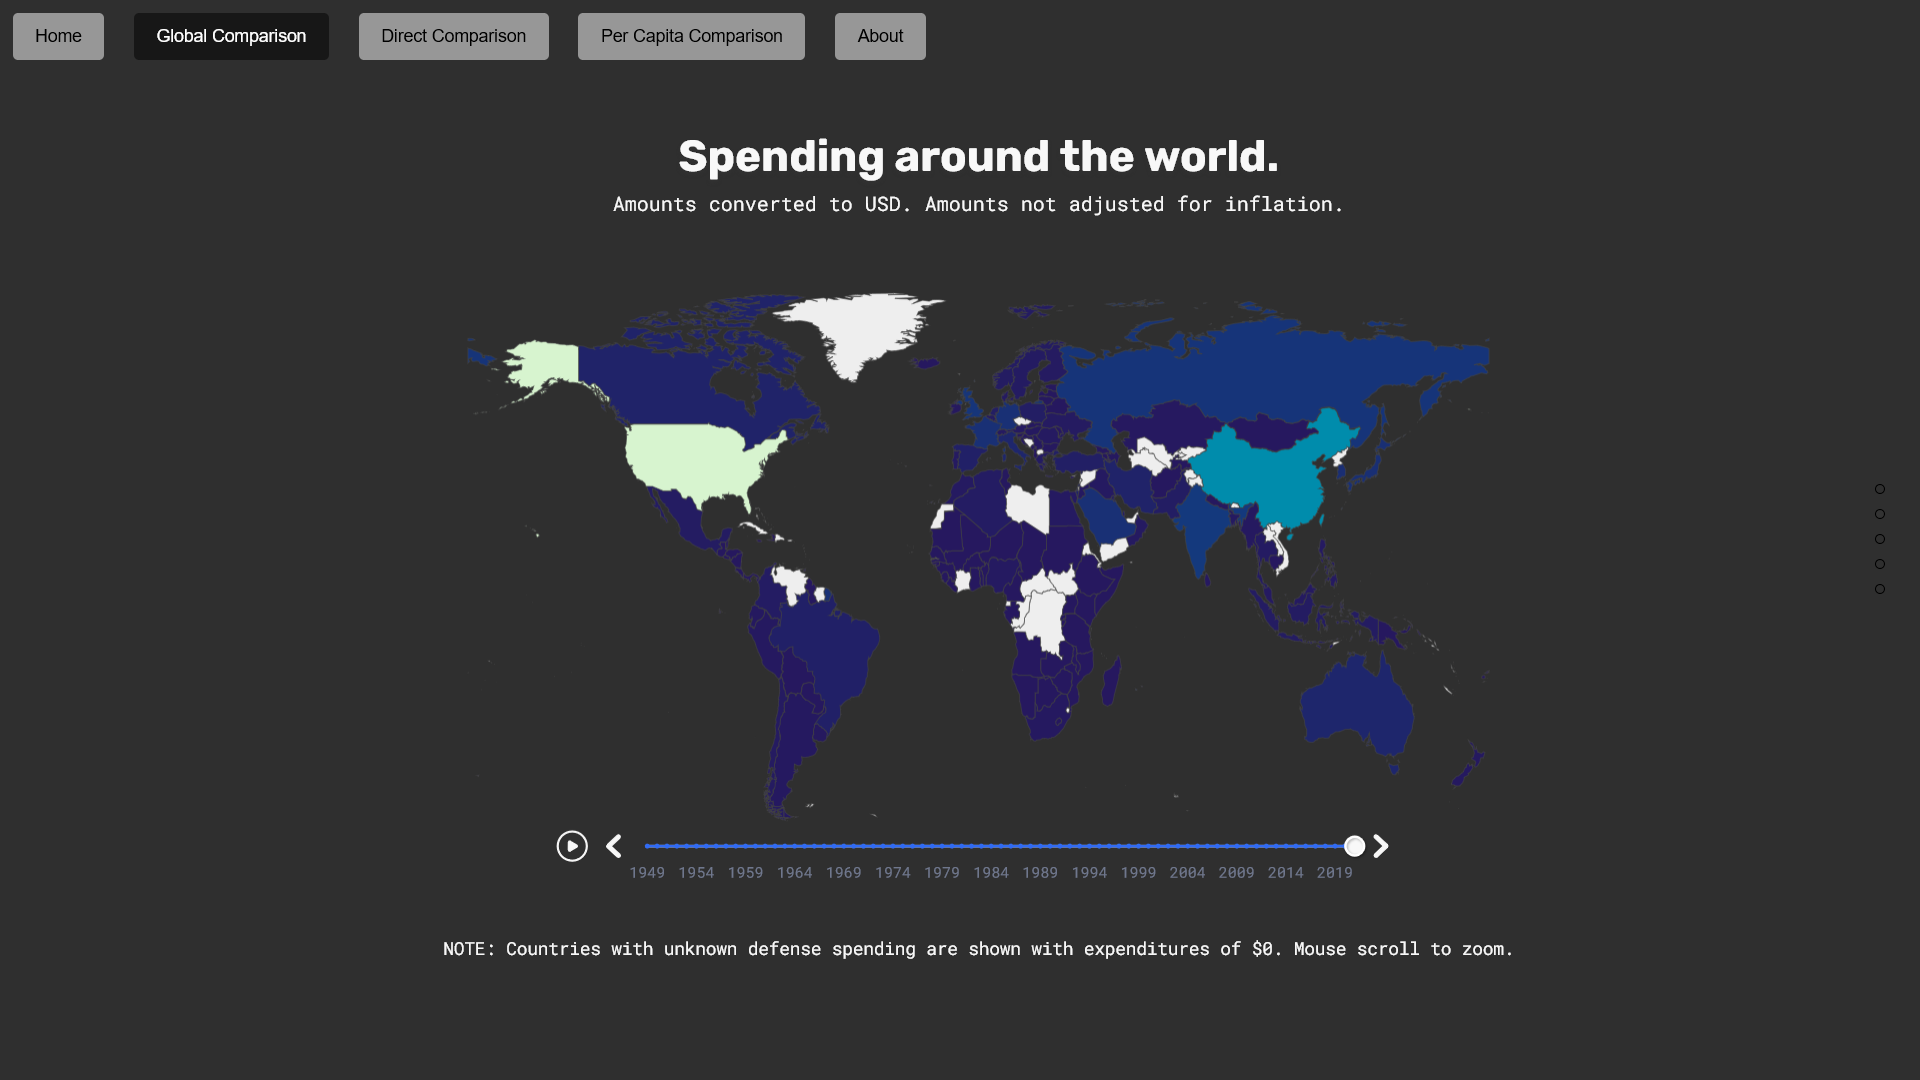 Home
Global Comparison
Direct Comparison
Per Capita Comparison
About
Spending around the world.
Amounts converted to USD. Amounts not adjusted for inflation.
1949 1954 1959 1964 1969 1974 1979 1984 1989 1994 1999 2004 2009 2014 2019
NOTE: Countries with unknown defense spending are shown with expenditures of $0. Mouse scroll to zoom.